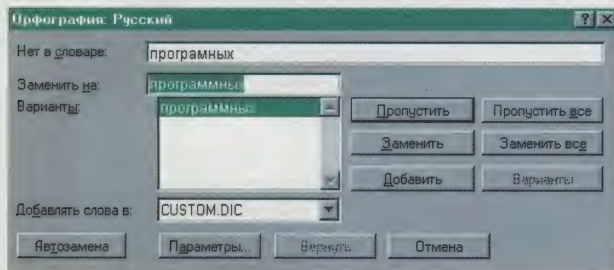 Орфография: Русский
Нет в словаре: програмных
Заменить на: программных
Варианты: программных
Пропустить Пропустить все
Заменить Заменить все
Добавить Варианты
Добавлять слова в: CUSTOM.DIC
Автозамена Параметры... Вернуть Отмена